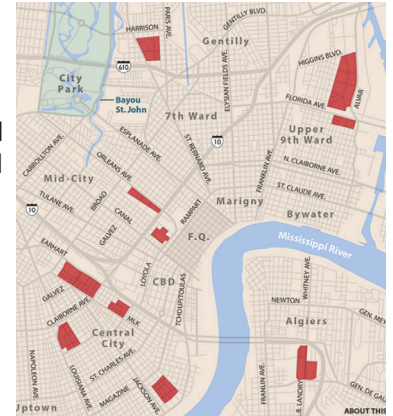 PARIS AVE.
GENTILLY BLVD.
HARRISON
Gentilly
610
HIGGINS BLVD.
City
Park
ELYSIAN FIELDS AVE.
ALVAR
Bayou
St. John
FLORIDA AVE.
7th Ward
Upper
9th Ward
10
CARROLLTON AVE.
ESPLANADE AVE.
ST. BERNARD AVE.
ORLEANS AVE.
FRANKLIN AVE.
N. CLAIBORNE AVE.
Mid-City
ST. CLAUDE AVE.
TULANE AVE.
BROAD
CANAL
RAMPART
Marigny
Bywater
10
GALVEZ
F.Q.
Mississippi River
EARHART
LOYOLA
CBD
TCHOUPITOULAS
WHITNEY AVE.
GALVEZ
NEWTON
CLAIBORNE AVE.
MLK
GEN. MEY
Central
City
Algiers
ST. CHARLES AVE.
NAPOLEON AVE.
LOUISIANA AVE.
MAGAZINE
JACKSON AVE.
FRANLIN AVE.
.B. LANDRY
GEN. DE GAU
Uptown
ABOUT THIS